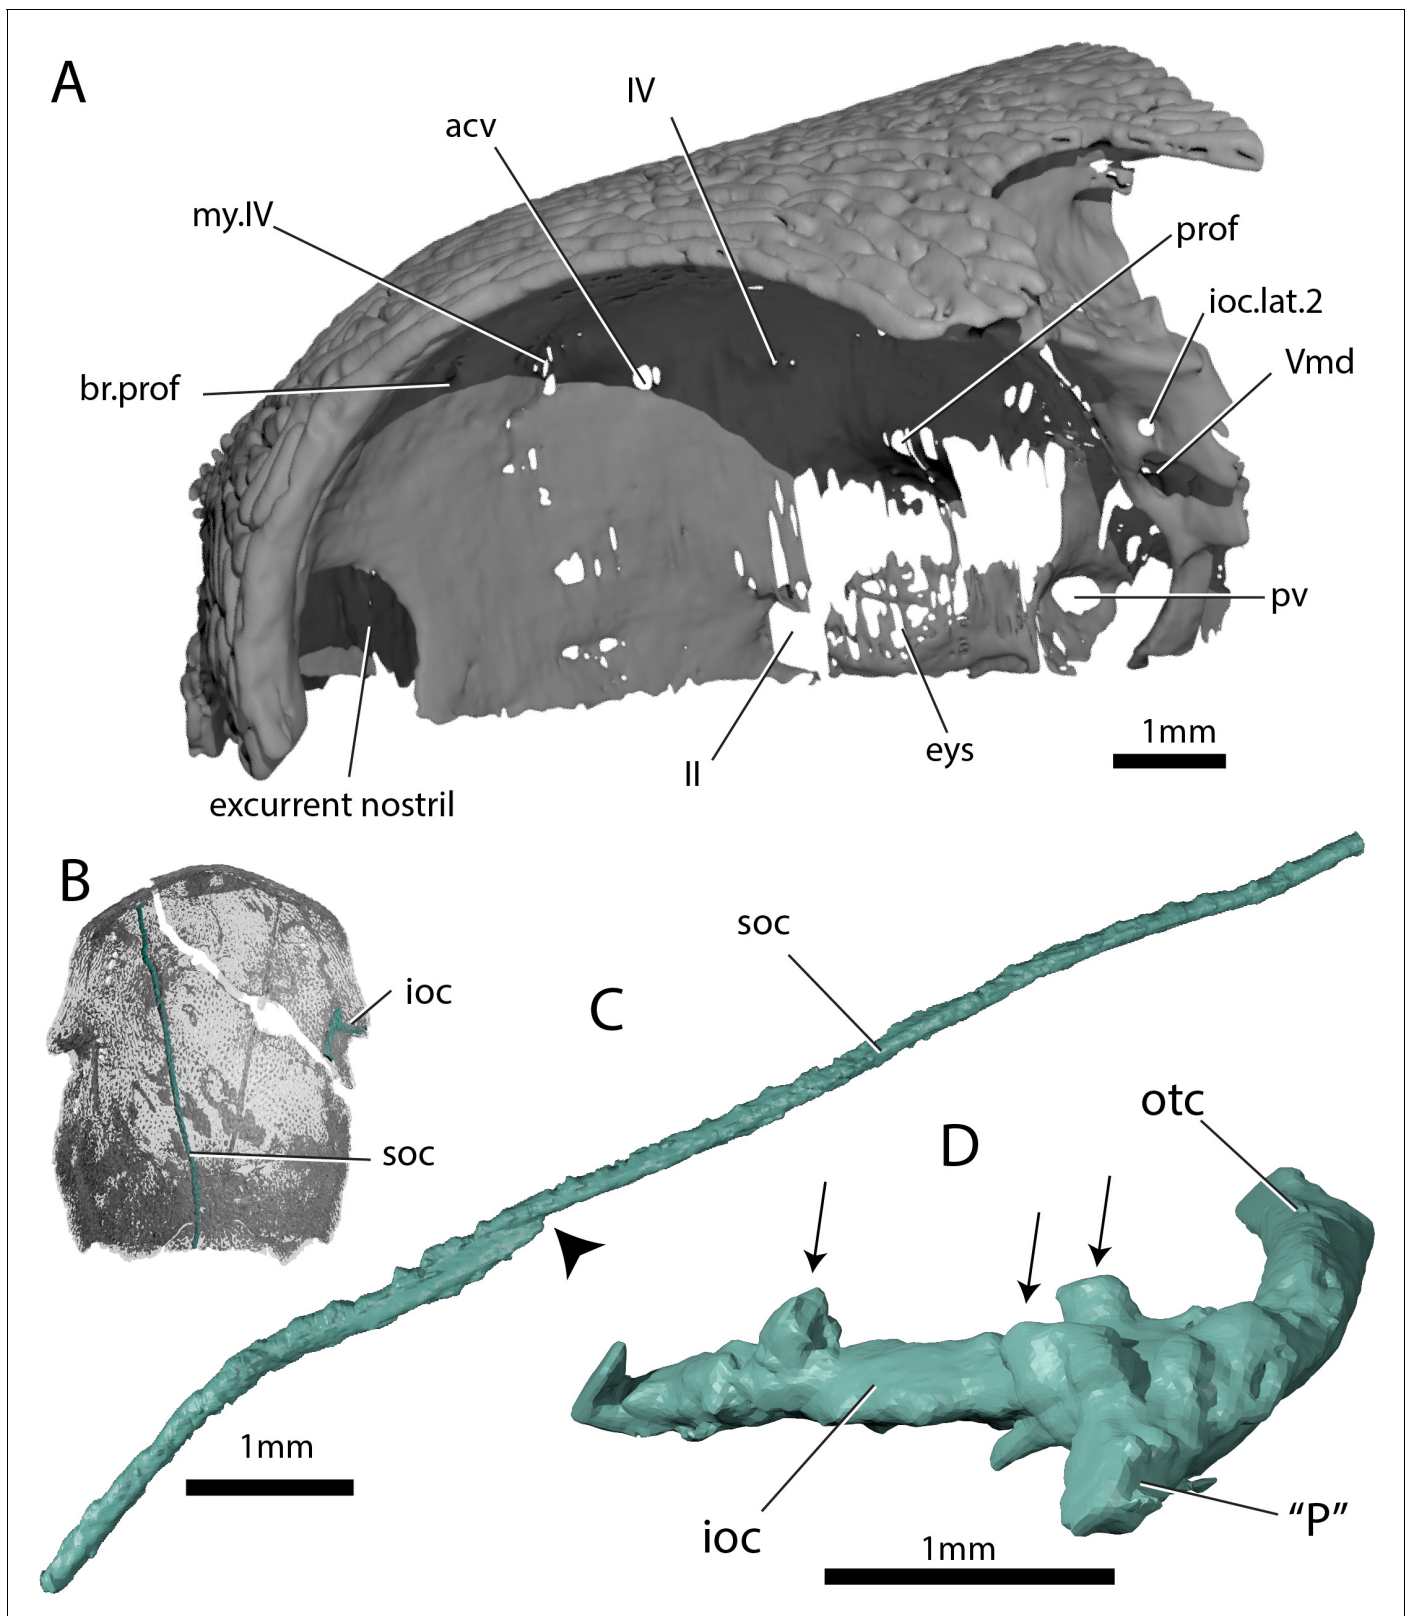 A
IV
acv
my.IV
prof
ioc.lat.2
Vmd
br.prof
pv
1mm
eys
II
excurrent nostril
B
soc
ioc
C
otc
D
soc
1mm
“P”
ioc
1mm